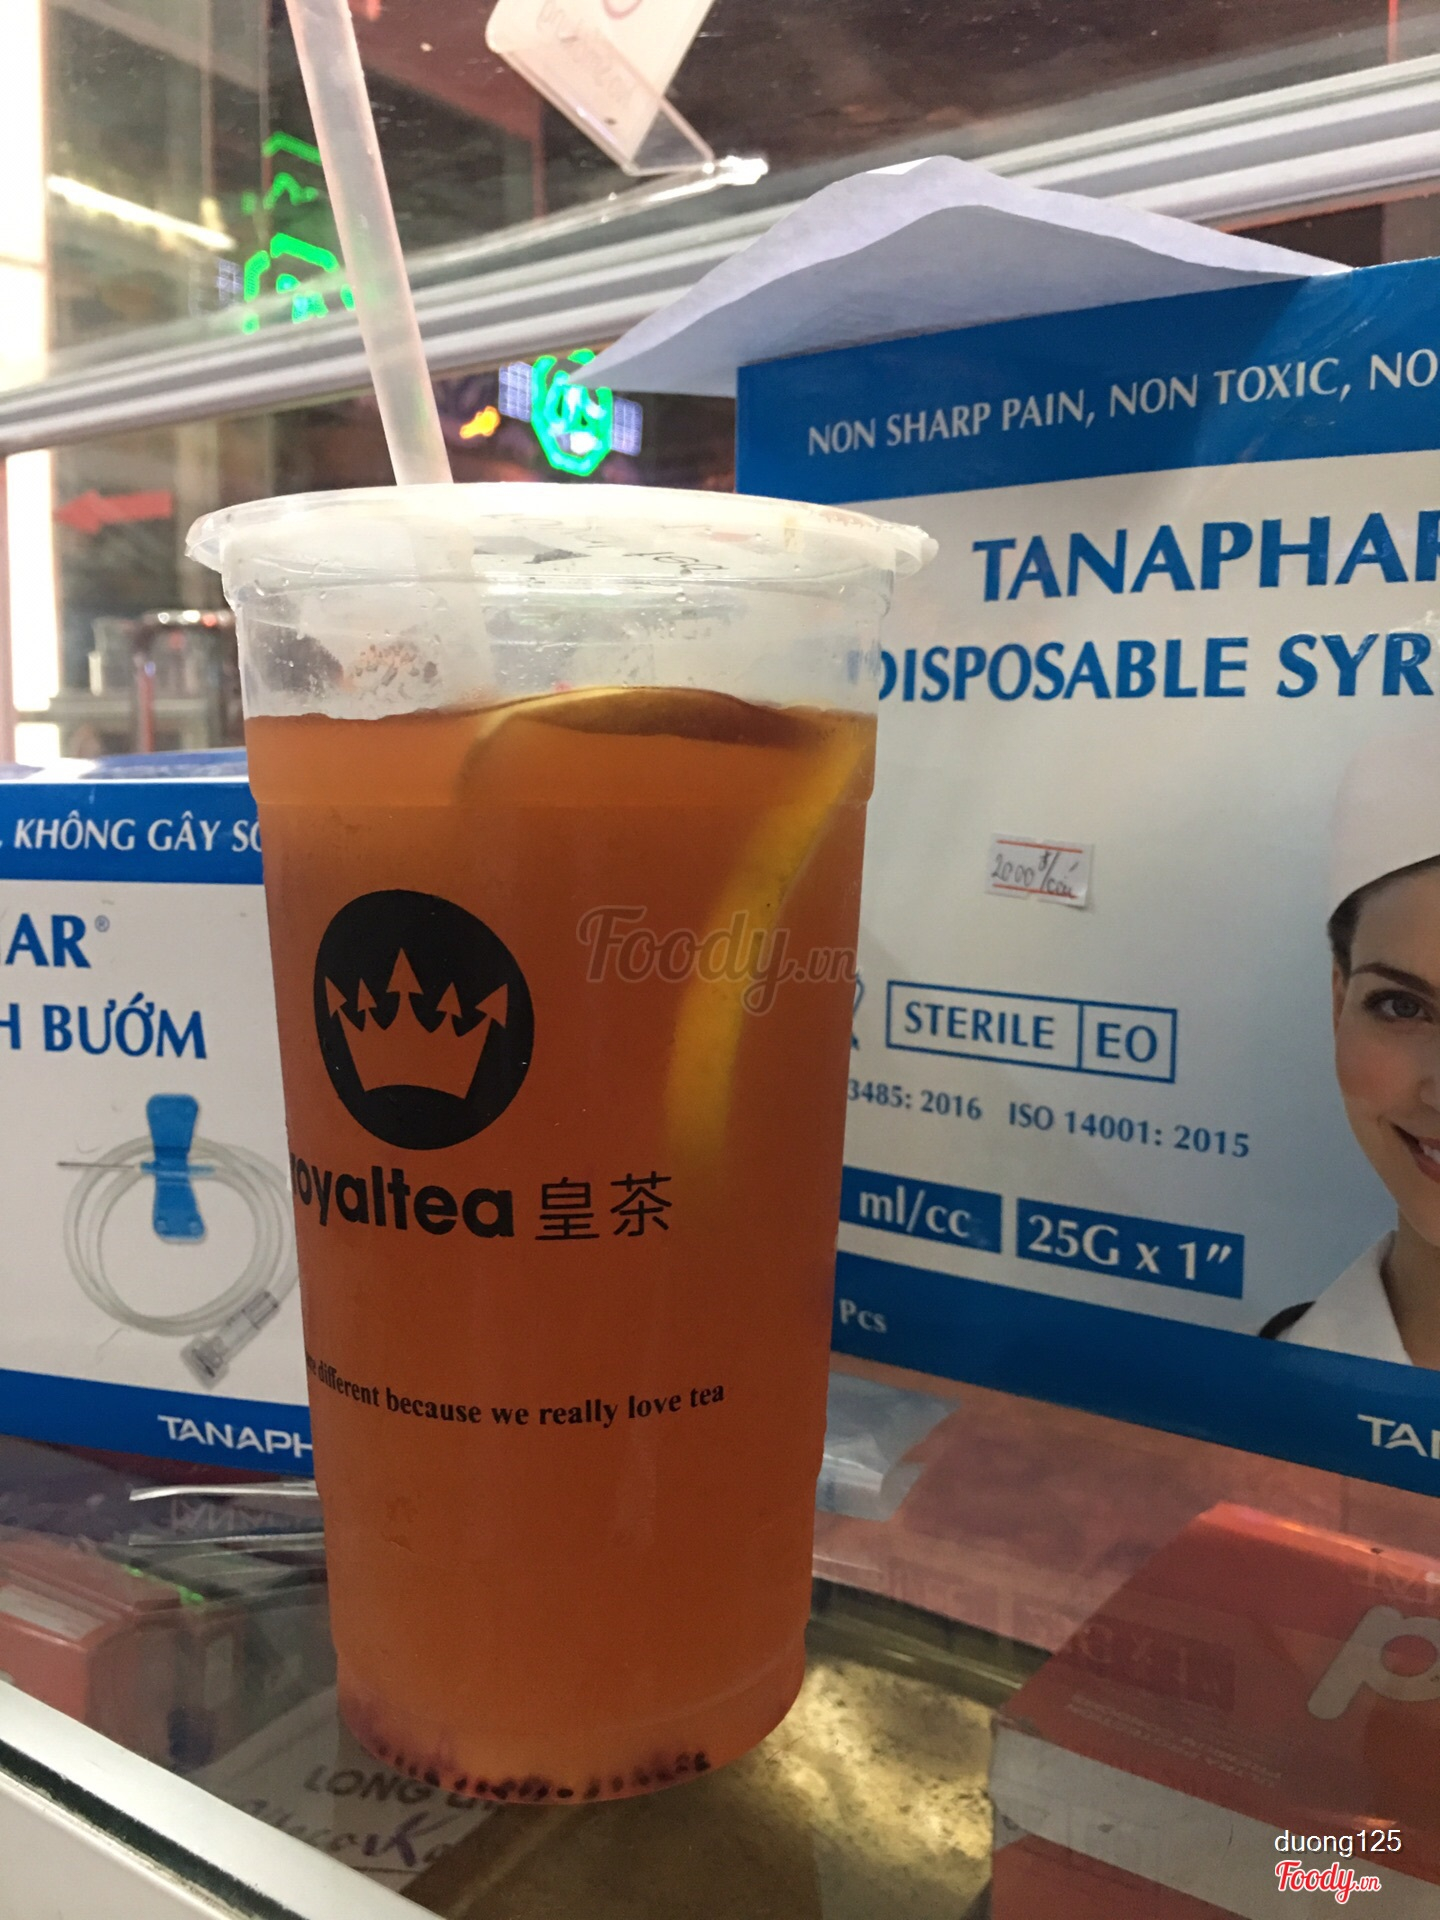 NON SHARP PAIN, NON TOXIC, NO
TANAPHAR
DISPOSABLE SYR
2000đ/cái
STERILE EO
3485: 2016 ISO 14001: 2015
ml/cc 25G x 1"
Pcs
TA
, KHÔNG GÂY SỐ
AR®
H BƯỚM
TANAPH
royaltea 皇茶
are different because we really love tea
Foody.vn
LONG
duong125
Foody.vn